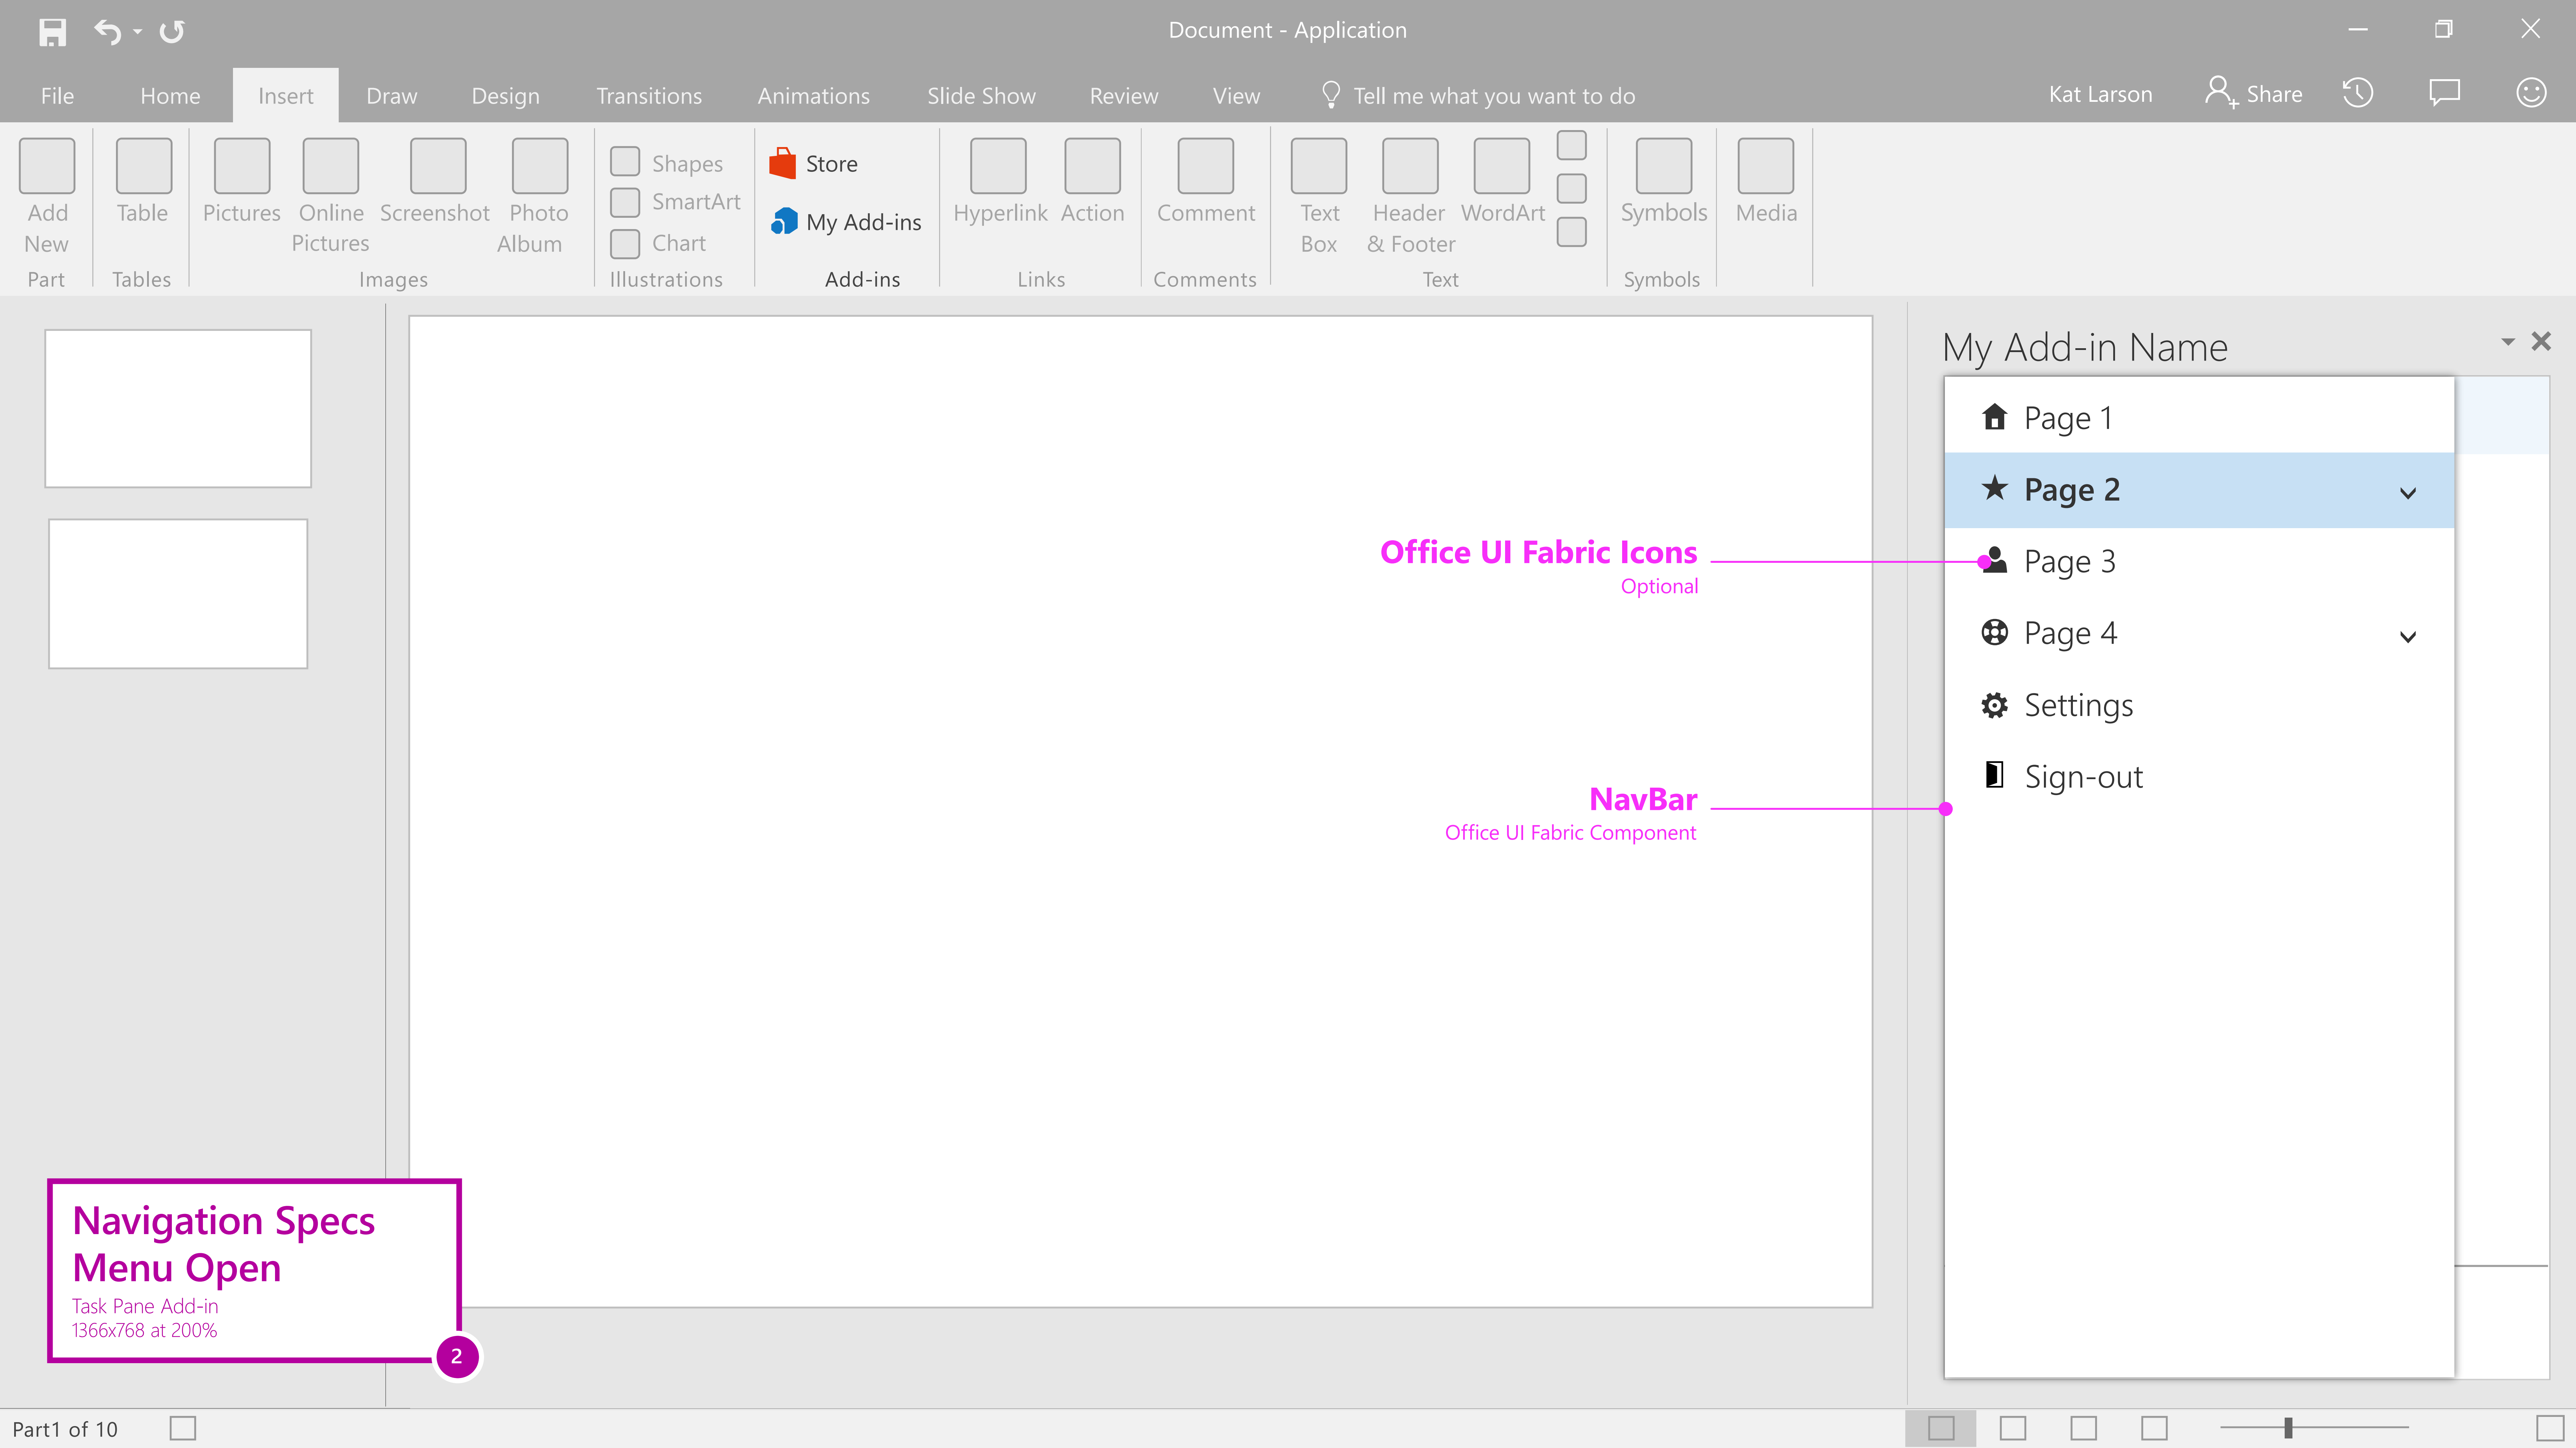 Document - Application
File Home Insert Draw Design Transitions Animations Slide Show Review View Tell me what you want to do Kat Larson Share
Add New
Table
Pictures
Online Pictures
Screenshot
Photo Album
Shapes
SmartArt
Chart
Store
My Add-ins
Hyperlink
Action
Comment
Text Box
Header & Footer
WordArt
Symbols
Media
Part Tables Images Illustrations Add-ins Links Comments Text Symbols
My Add-in Name
Page 1
Page 2
Page 3
Page 4
Settings
Sign-out
Office UI Fabric Icons
Optional
NavBar
Office UI Fabric Component
Navigation Specs
Menu Open
Task Pane Add-in
1366x768 at 200%
2
Part1 of 10